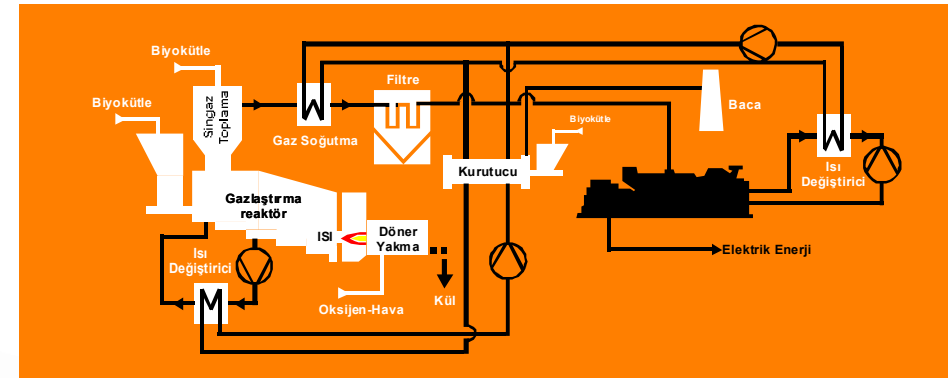 Biyokütle
Biyokütle
Singaz
Toplama
Gaz Soğutma
Filtre
Biyokütle
Baca
Kurutucu
Isı
Değiştirici
Gazlaştırma
reaktör
ISI
Döner
Yakma
Isı
Değiştirici
Elektrik Enerji
Oksijen-Hava
Kül